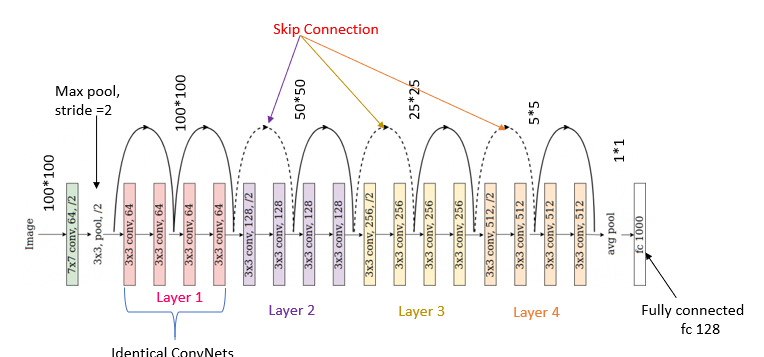 Skip Connection
Max pool,
stride =2
100*100
100*100
50*50
25*25
5*5
1*1
Image
7x7 conv, 64, /2
3x3, pool, /2
3x3 conv, 64
3x3 conv, 64
3x3 conv, 64
3x3 conv, 64
3x3 conv, 128, /2
3x3 conv, 128
3x3 conv, 128
3x3 conv, 128
3x3 conv, 256, /2
3x3 conv, 256
3x3 conv, 256
3x3 conv, 256
3x3 conv, 512, /2
3x3 conv, 512
3x3 conv, 512
3x3 conv, 512
avg pool
fc 1000
Layer 1
Layer 2
Layer 3
Layer 4
Fully connected
fc 128
Identical ConvNets